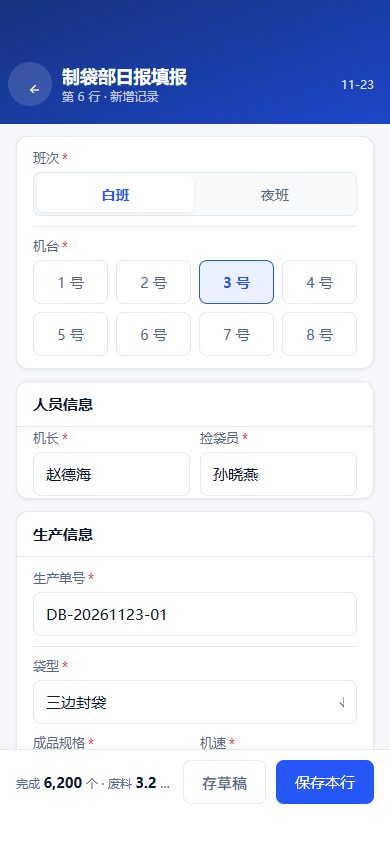 制袋部日报填报
第 6 行 · 新增记录
11-23
班次 *
白班 夜班
机台 *
1 号 2 号 3 号 4 号
5 号 6 号 7 号 8 号
人员信息
机长 * 捡袋员 *
赵德海 孙晓燕
生产信息
生产单号 *
DB-20261123-01
袋型 *
三边封袋
成品规格 * 机速 *
完成 6,200 个 · 废料 3.2 ... 存草稿 保存本行